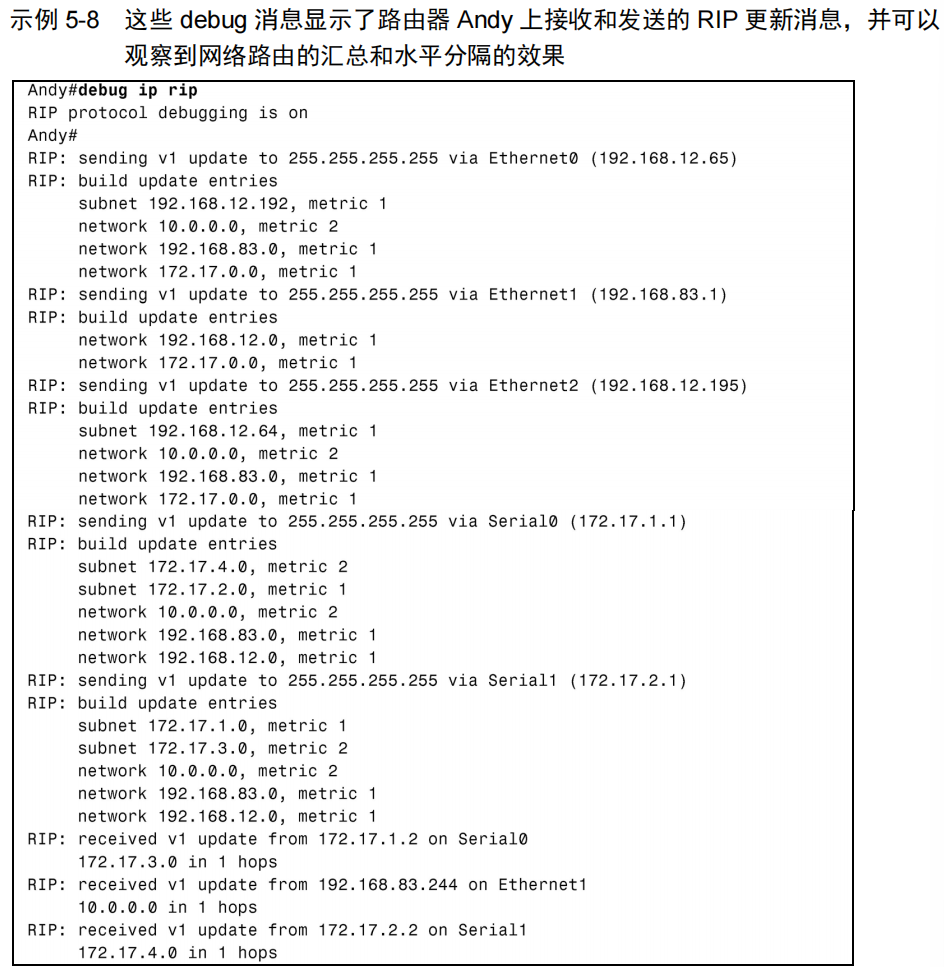 示例 5-8 这些 debug 消息显示了路由器 Andy 上接收和发送的 RIP 更新消息，并可以
观察到网络路由的汇总和水平分隔的效果
Andy#debug ip rip
RIP protocol debugging is on
Andy#
RIP: sending v1 update to 255.255.255.255 via Ethernet0 (192.168.12.65)
RIP: build update entries
     subnet 192.168.12.192, metric 1
     network 10.0.0.0, metric 2
     network 192.168.83.0, metric 1
     network 172.17.0.0, metric 1
RIP: sending v1 update to 255.255.255.255 via Ethernet1 (192.168.83.1)
RIP: build update entries
     network 192.168.12.0, metric 1
     network 172.17.0.0, metric 1
RIP: sending v1 update to 255.255.255.255 via Ethernet2 (192.168.12.195)
RIP: build update entries
     subnet 192.168.12.64, metric 1
     network 10.0.0.0, metric 2
     network 192.168.83.0, metric 1
     network 172.17.0.0, metric 1
RIP: sending v1 update to 255.255.255.255 via Serial0 (172.17.1.1)
RIP: build update entries
     subnet 172.17.4.0, metric 2
     subnet 172.17.2.0, metric 1
     network 10.0.0.0, metric 2
     network 192.168.83.0, metric 1
     network 192.168.12.0, metric 1
RIP: sending v1 update to 255.255.255.255 via Serial1 (172.17.2.1)
RIP: build update entries
     subnet 172.17.1.0, metric 1
     subnet 172.17.3.0, metric 2
     network 10.0.0.0, metric 2
     network 192.168.83.0, metric 1
     network 192.168.12.0, metric 1
RIP: received v1 update from 172.17.1.2 on Serial0
     172.17.3.0 in 1 hops
RIP: received v1 update from 192.168.83.244 on Ethernet1
     10.0.0.0 in 1 hops
RIP: received v1 update from 172.17.2.2 on Serial1
     172.17.4.0 in 1 hops